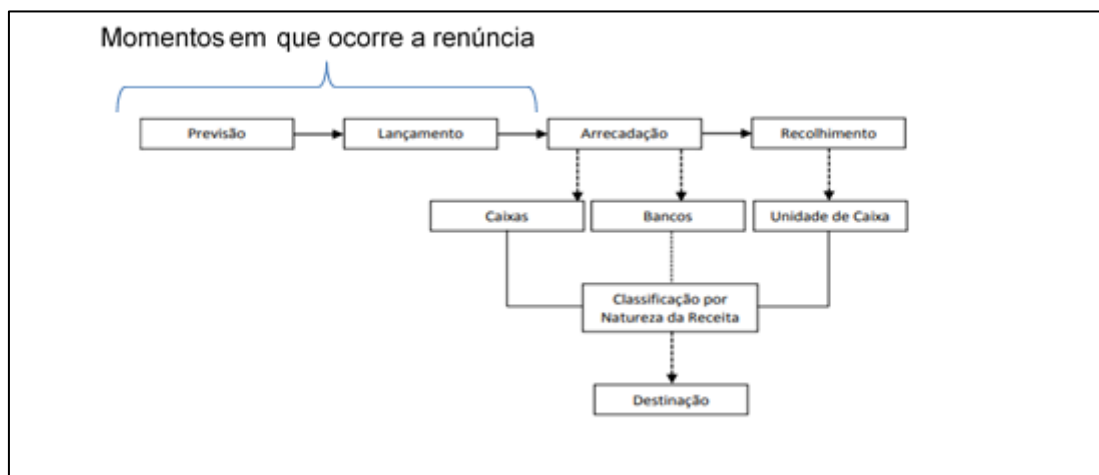 Momentos em que ocorre a renúncia
Previsão
Lançamento
Arrecadação
Recolhimento
Caixas
Bancos
Unidade de Caixa
Classificação por
Natureza da Receita
Destinação